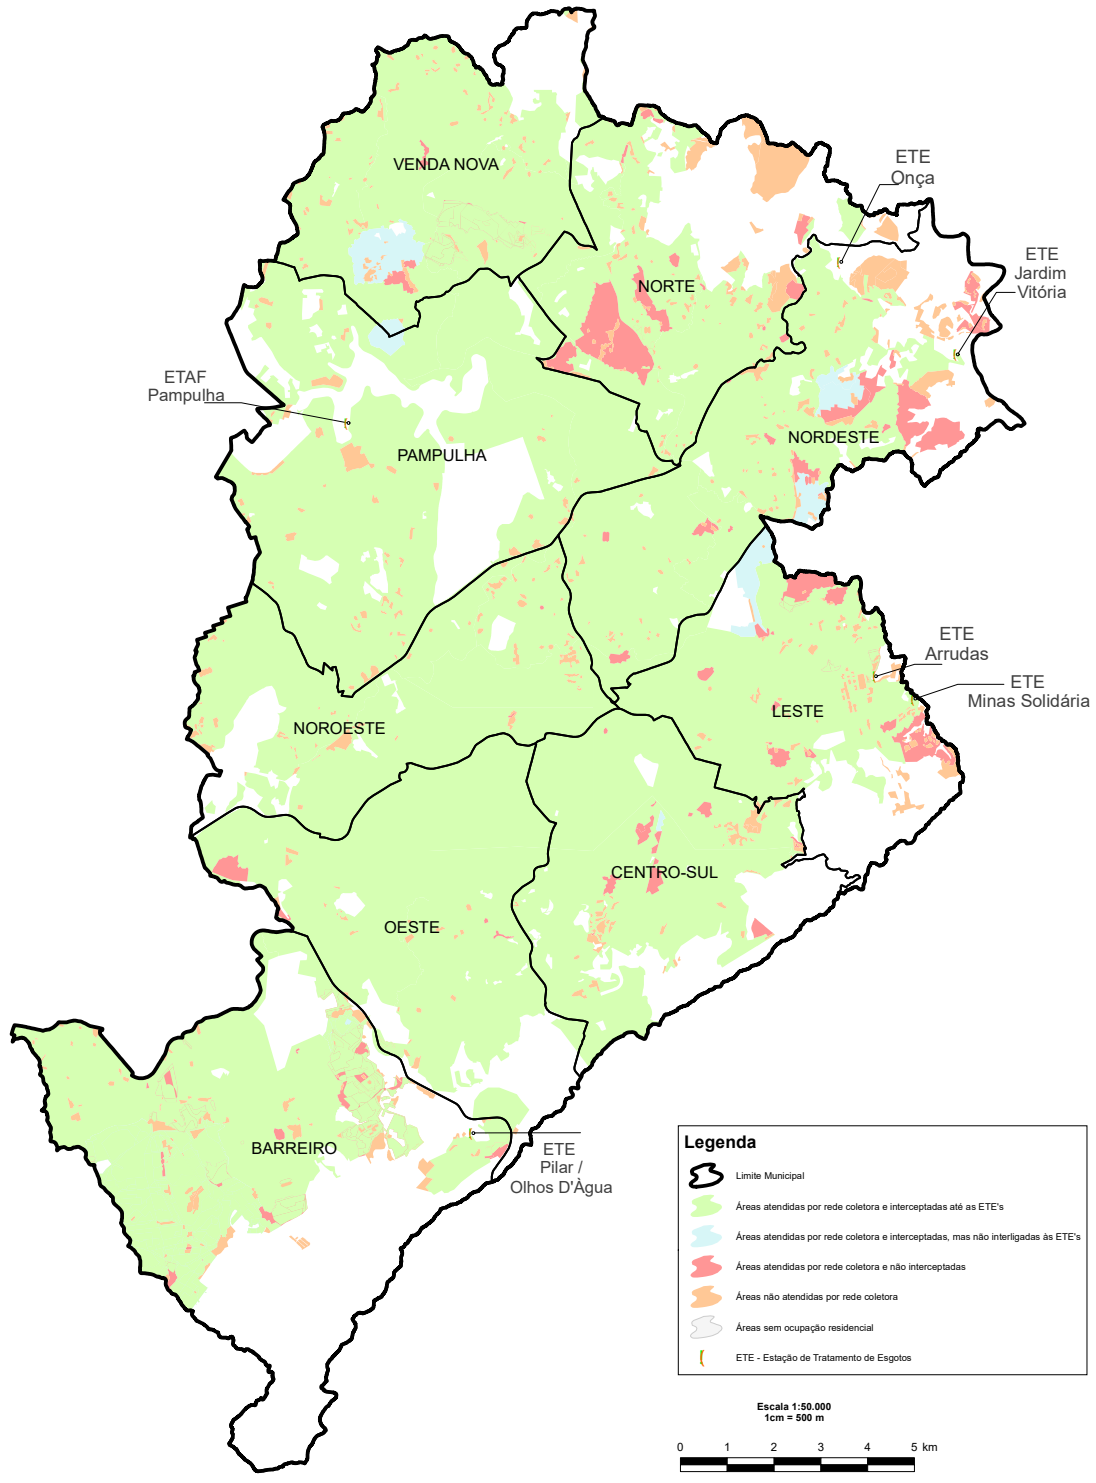 VENDA NOVA
ETE
Onça
ETE
Jardim
Vitória
NORTE
ETAF
Pampulha
PAMPULHA
NORDESTE
ETE
Arrudas
ETE
Minas Solidária
LESTE
NOROESTE
CENTRO-SUL
OESTE
BARREIRO
ETE
Pilar /
Olhos D'Àgua
Legenda
Limite Municipal
Áreas atendidas por rede coletora e interceptadas até as ETE's
Áreas atendidas por rede coletora e interceptadas, mas não interligadas às ETE's
Áreas atendidas por rede coletora e não interceptadas
Áreas não atendidas por rede coletora
Áreas sem ocupação residencial
ETE - Estação de Tratamento de Esgotos
Escala 1:50.000
1cm = 500 m
0 1 2 3 4 5 km